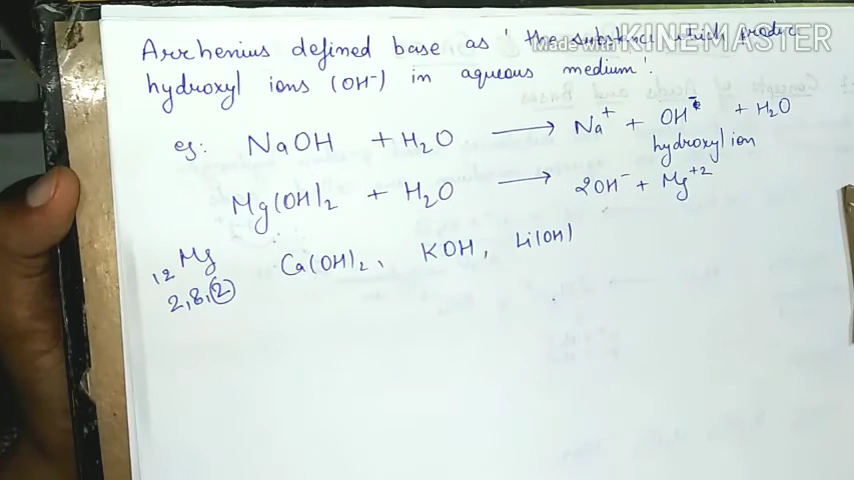 Arrhenius defined base as 'the substance which produce
Made with KINEMASTER
hydroxyl ions (OH⁻) in aqueous medium'.
eg: NaOH + H₂O ⟶ Na⁺ + OH⁻ + H₂O
hydroxyl ion
Mg(OH)₂ + H₂O ⟶ 2OH⁻ + Mg⁺²
₁₂Mg Ca(OH)₂, KOH, Li(OH)
2,8,2